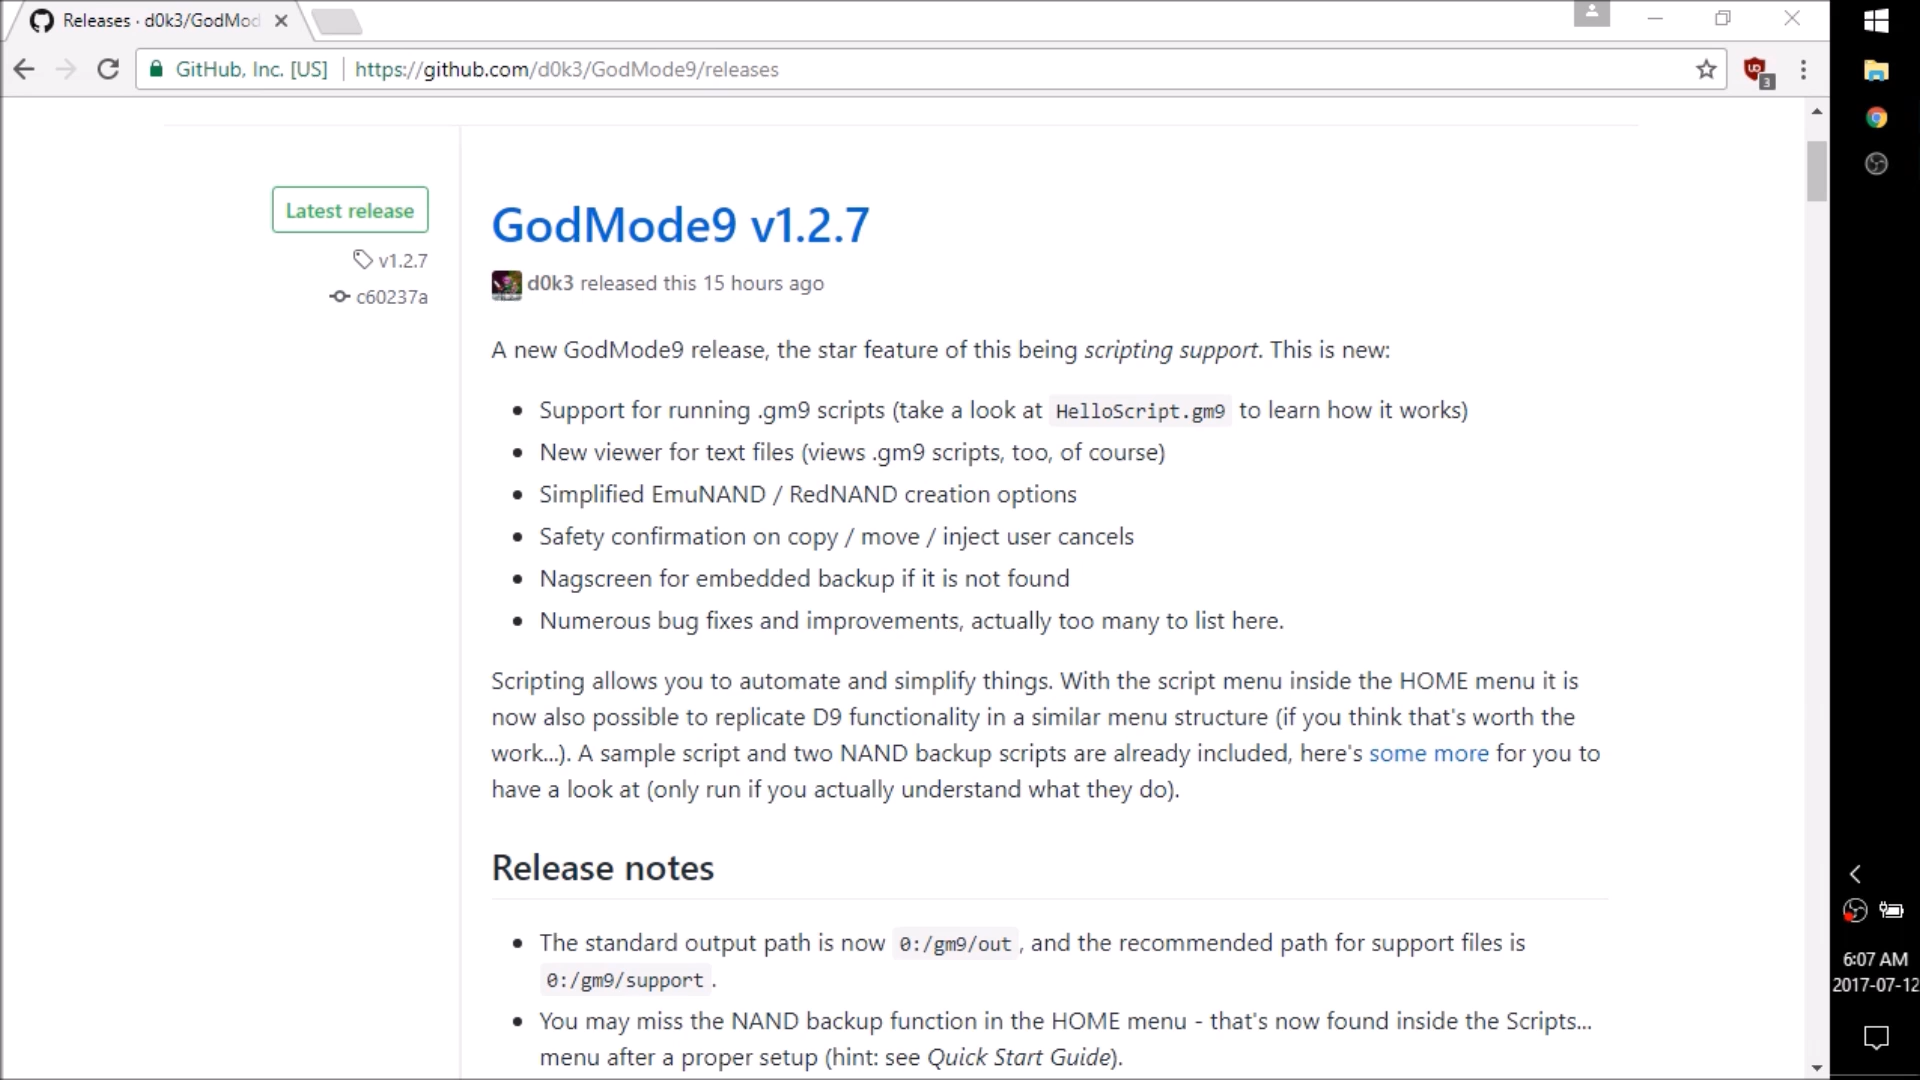 Releases · d0k3/GodMod
GitHub, Inc. [US]
https://github.com/d0k3/GodMode9/releases
3
Latest release
v1.2.7
c60237a
GodMode9 v1.2.7
d0k3 released this 15 hours ago
A new GodMode9 release, the star feature of this being scripting support. This is new:
• Support for running .gm9 scripts (take a look at HelloScript.gm9 to learn how it works)
• New viewer for text files (views .gm9 scripts, too, of course)
• Simplified EmuNAND / RedNAND creation options
• Safety confirmation on copy / move / inject user cancels
• Nagscreen for embedded backup if it is not found
• Numerous bug fixes and improvements, actually too many to list here.
Scripting allows you to automate and simplify things. With the script menu inside the HOME menu it is
now also possible to replicate D9 functionality in a similar menu structure (if you think that's worth the
work...). A sample script and two NAND backup scripts are already included, here's some more for you to
have a look at (only run if you actually understand what they do).
Release notes
• The standard output path is now 0:/gm9/out, and the recommended path for support files is
0:/gm9/support.
• You may miss the NAND backup function in the HOME menu - that's now found inside the Scripts...
menu after a proper setup (hint: see Quick Start Guide).
6:07 AM
2017-07-12